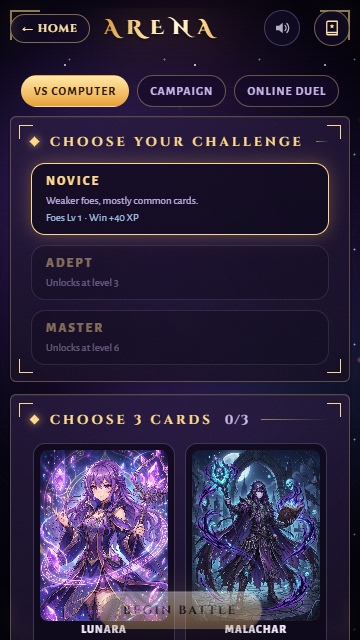 ← HOME
ARENA
VS COMPUTER
CAMPAIGN
ONLINE DUEL
CHOOSE YOUR CHALLENGE
NOVICE
Weaker foes, mostly common cards.
Foes Lv 1 · Win +40 XP
ADEPT
Unlocks at level 3
MASTER
Unlocks at level 6
CHOOSE 3 CARDS 0/3
BEGIN BATTLE
LUNARA
MALACHAR